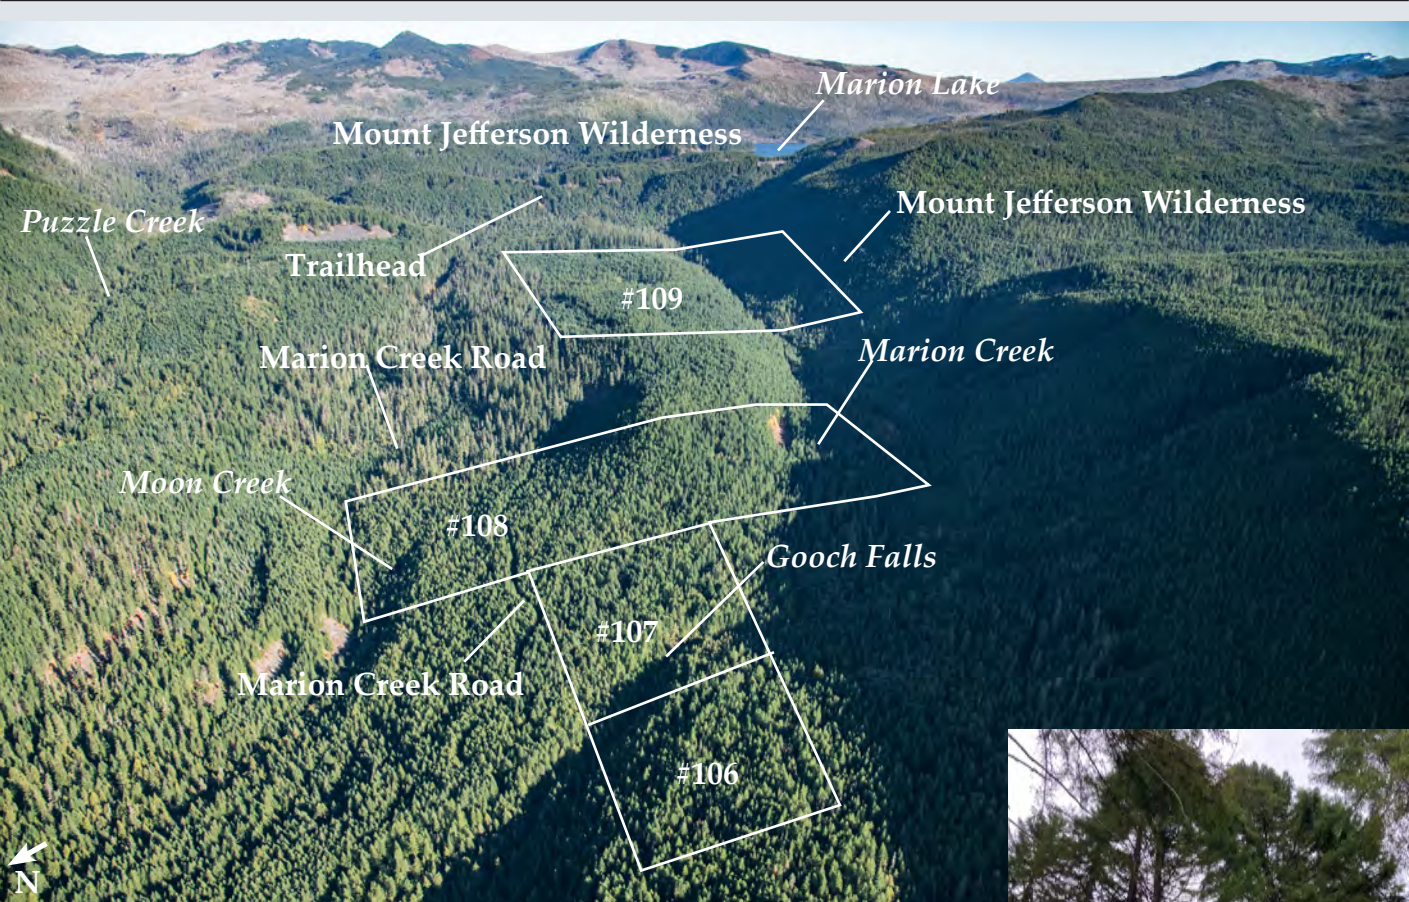 Marion Lake
Mount Jefferson Wilderness
Mount Jefferson Wilderness
Puzzle Creek
Trailhead
#109
Marion Creek Road
Marion Creek
Moon Creek
#108
Gooch Falls
#107
Marion Creek Road
#106
N